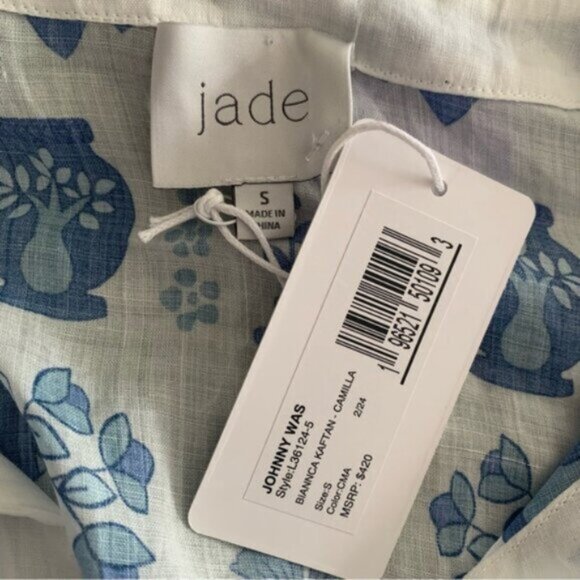 jade
S
MADE IN
CHINA
1 96521 50109 3
JOHNNY WAS
Style:L36124-5
BIANNCA KAFTAN - CAMILLA
2/24
Size:S
Color:CMA
MSRP: $420